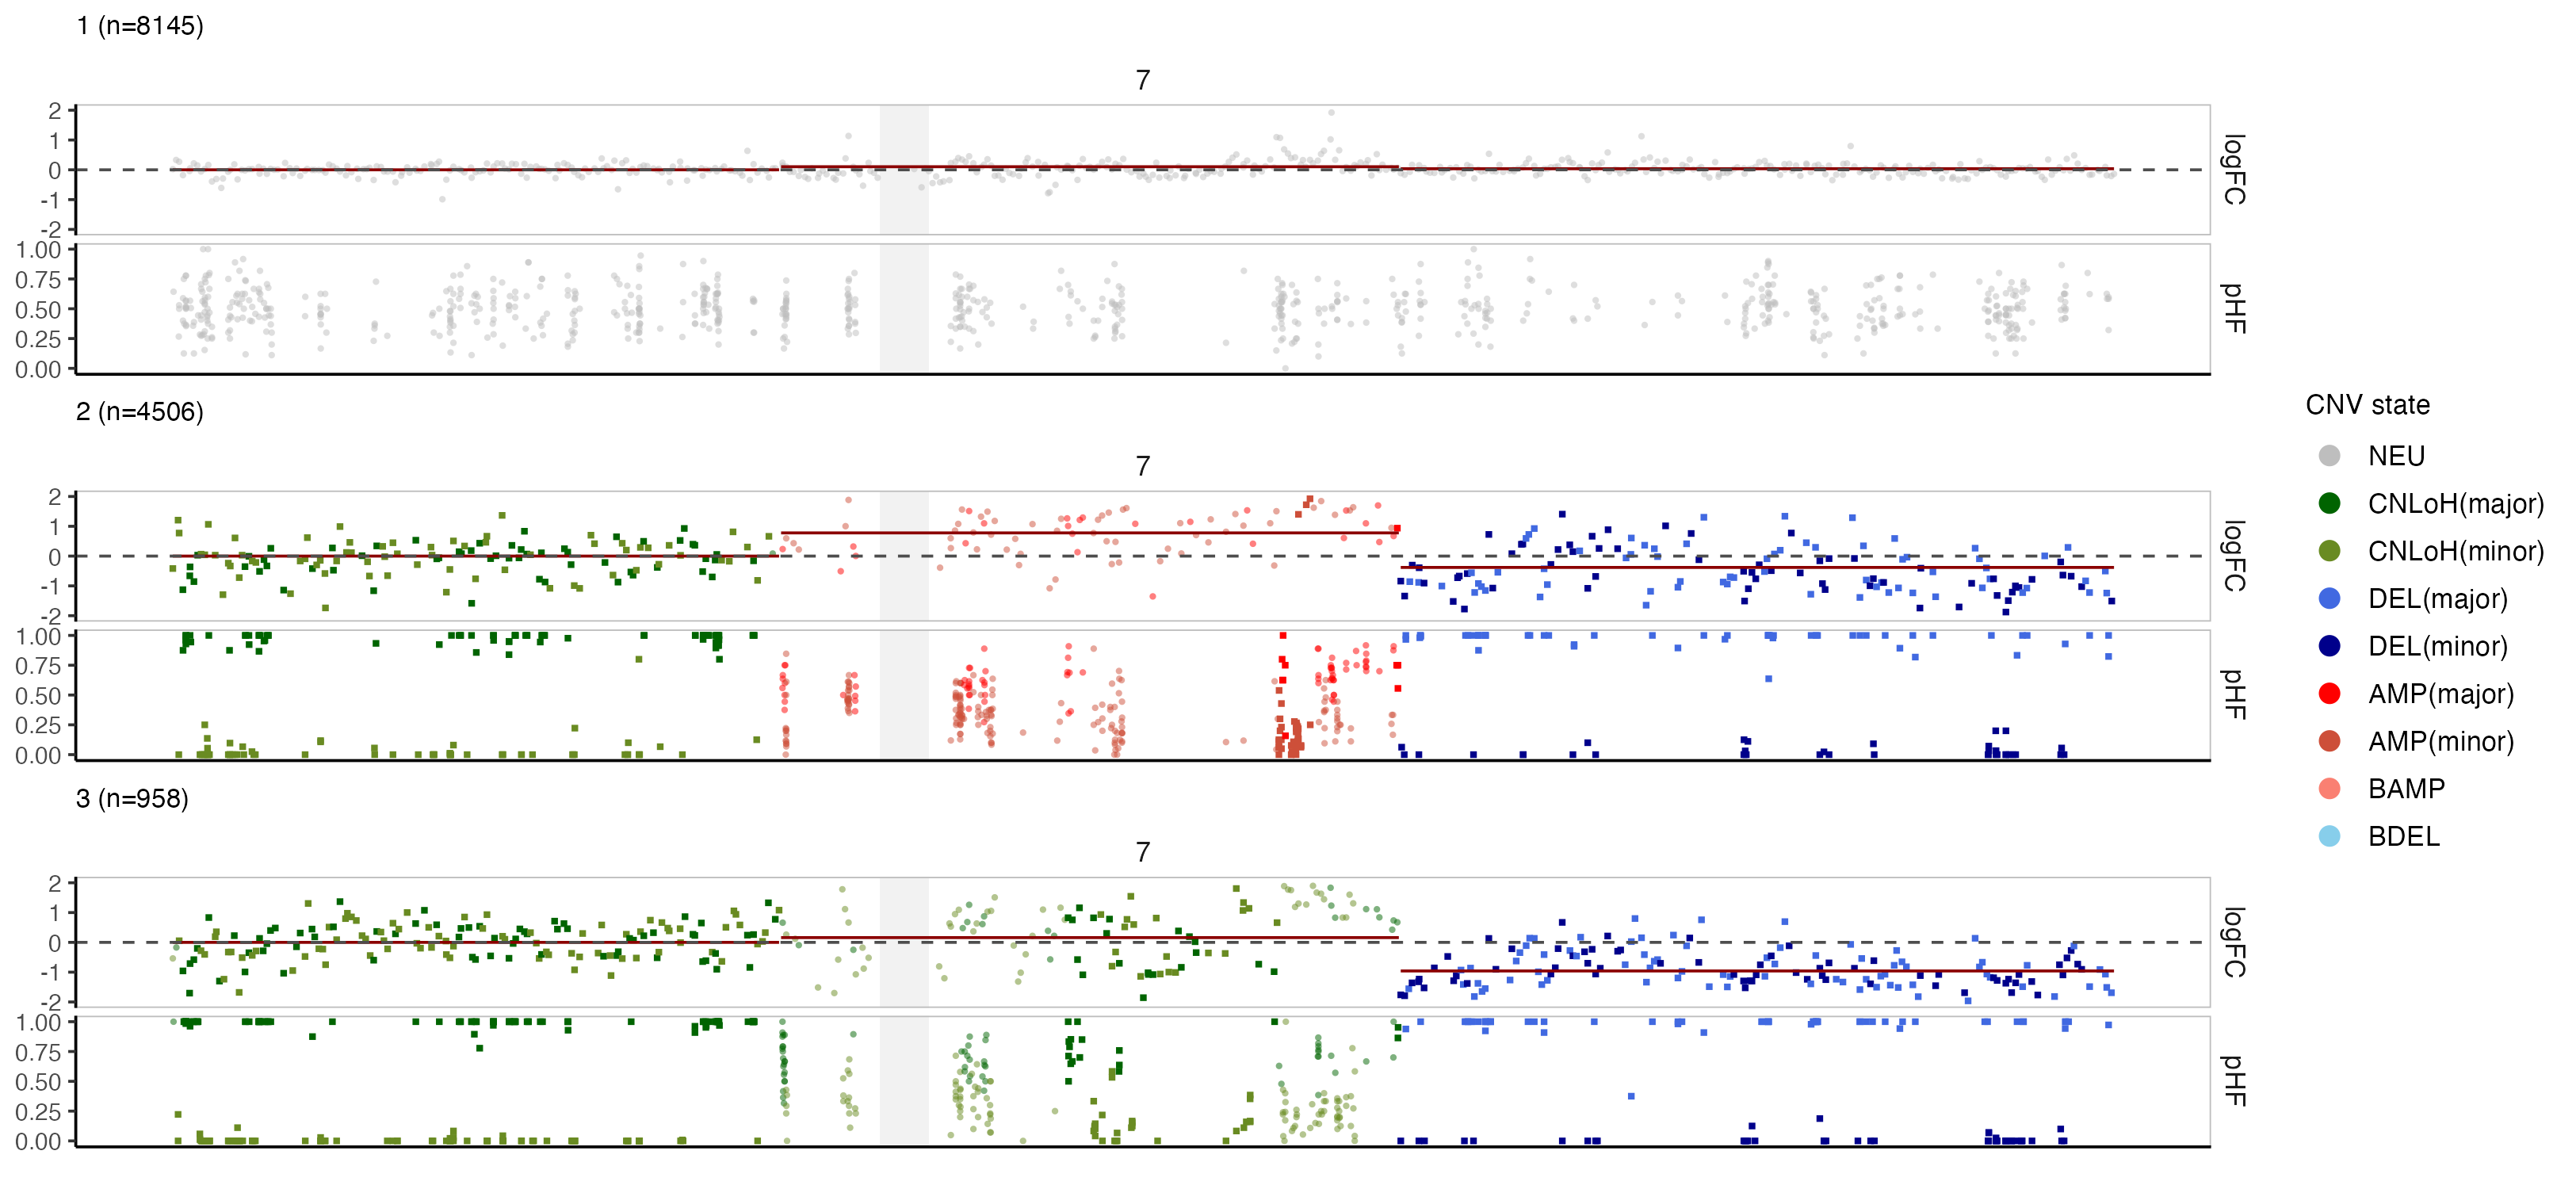 1 (n=8145)
7
2
1
0
-1
-2
logFC
1.00
0.75
0.50
0.25
0.00
pHF
2 (n=4506)
7
2
1
0
-1
-2
logFC
1.00
0.75
0.50
0.25
0.00
pHF
3 (n=958)
7
2
1
0
-1
-2
logFC
1.00
0.75
0.50
0.25
0.00
pHF
CNV state
NEU
CNLoH(major)
CNLoH(minor)
DEL(major)
DEL(minor)
AMP(major)
AMP(minor)
BAMP
BDEL